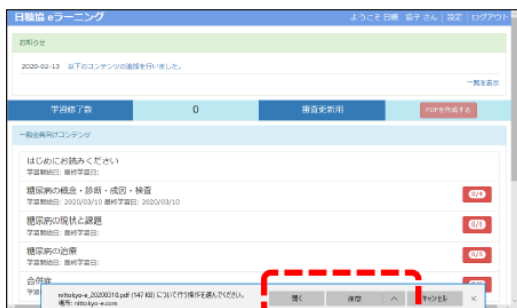 日糖協 eラーニング
ようこそ 日糖 協子 さん | 設定 | ログアウト
お知らせ
2020-02-13 以下のコンテンツの追加を行いました。
一覧を表示
学習修了数 0 審査更新用 PDFを作成する
一般会員向けコンテンツ
はじめにお読みください
学習開始日: 最終学習日:
糖尿病の概念・診断・成因・検査
学習開始日: 2020/03/10 最終学習日: 2020/03/10
0/4
糖尿病の現状と課題
学習開始日: 最終学習日:
糖尿病の治療
学習開始日: 最終学習日:
合併症
nittokyo-e_20200310.pdf (147 KB) について行う操作を選んでください。
場所: nittokyo-e.com
開く 保存 キャンセル ×